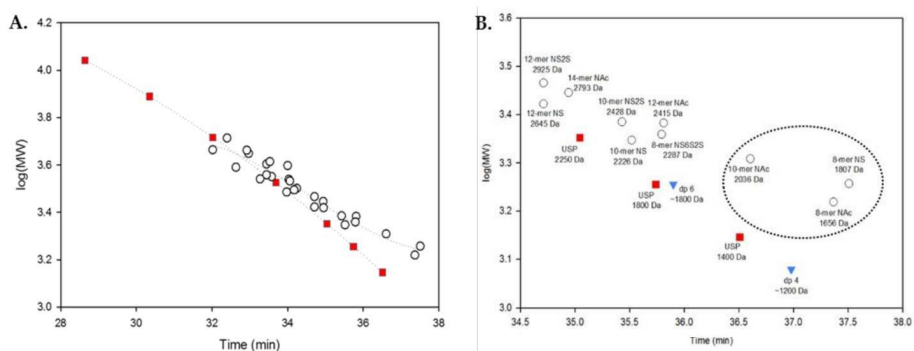 A.
4.2
4.0
3.8
3.6
3.4
3.2
3.0
log(MW)
28
30
32
34
36
38
Time (min)
B.
3.6
3.5
3.4
3.3
3.2
3.1
3.0
log(MW)
12-mer NS2S
2925 Da
14-mer NAc
2793 Da
12-mer NS
2645 Da
10-mer NS2S
2428 Da
12-mer NAc
2415 Da
USP
2250 Da
10-mer NS
2226 Da
8-mer NS6S2S
2287 Da
10-mer NAc
2036 Da
8-mer NS
1807 Da
USP
1800 Da
dp 6
~1800 Da
8-mer NAc
1656 Da
USP
1400 Da
dp 4
~1200 Da
34.5
35.0
35.5
36.0
36.5
37.0
37.5
38.0
Time (min)